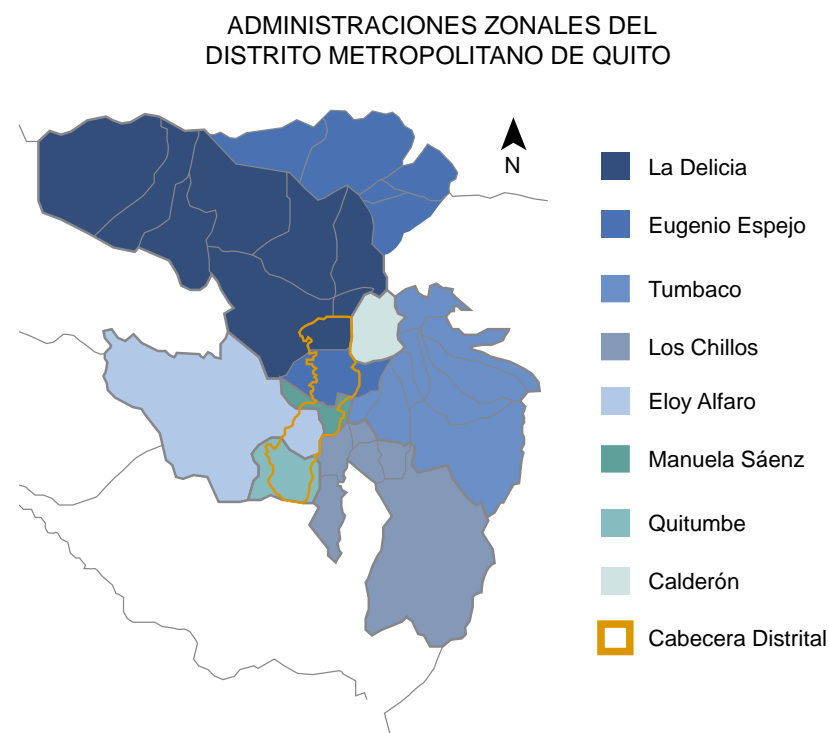 ADMINISTRACIONES ZONALES DEL
DISTRITO METROPOLITANO DE QUITO
N
La Delicia
Eugenio Espejo
Tumbaco
Los Chillos
Eloy Alfaro
Manuela Sáenz
Quitumbe
Calderón
Cabecera Distrital